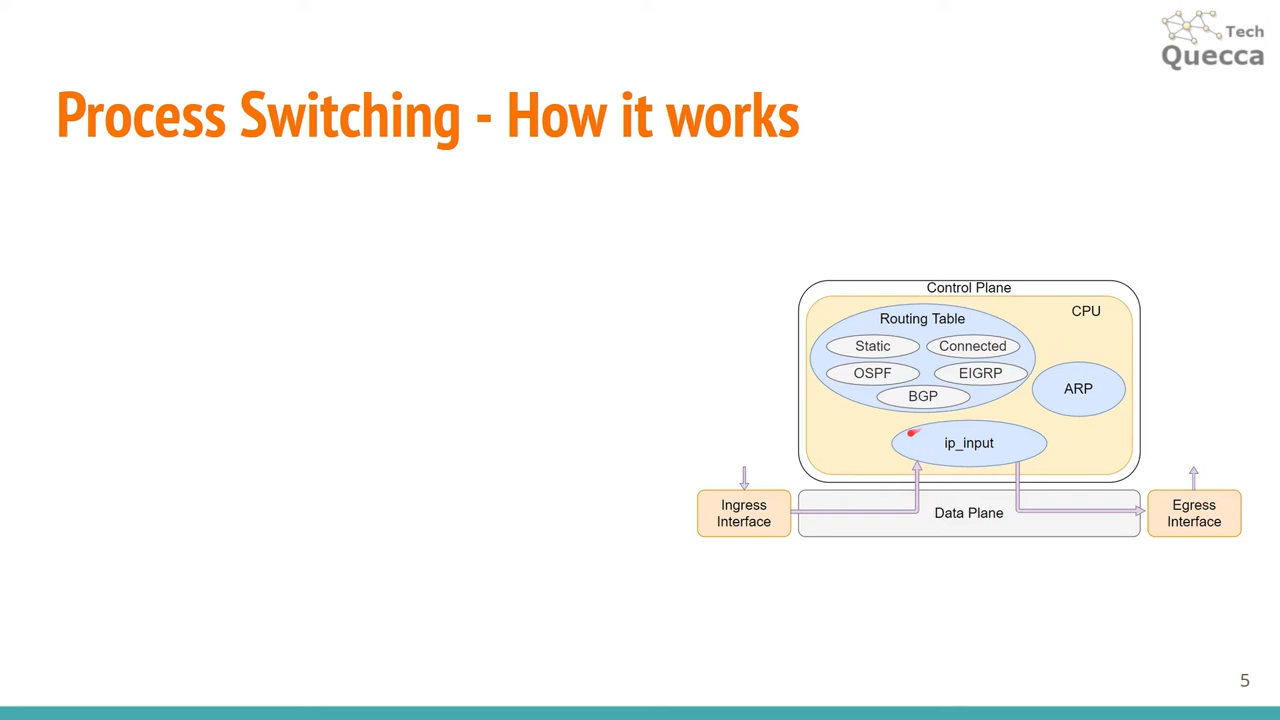 Tech
Quecca
Process Switching - How it works
Control Plane
CPU
Routing Table
Static
Connected
OSPF
EIGRP
BGP
ARP
ip_input
Ingress
Interface
Data Plane
Egress
Interface
5